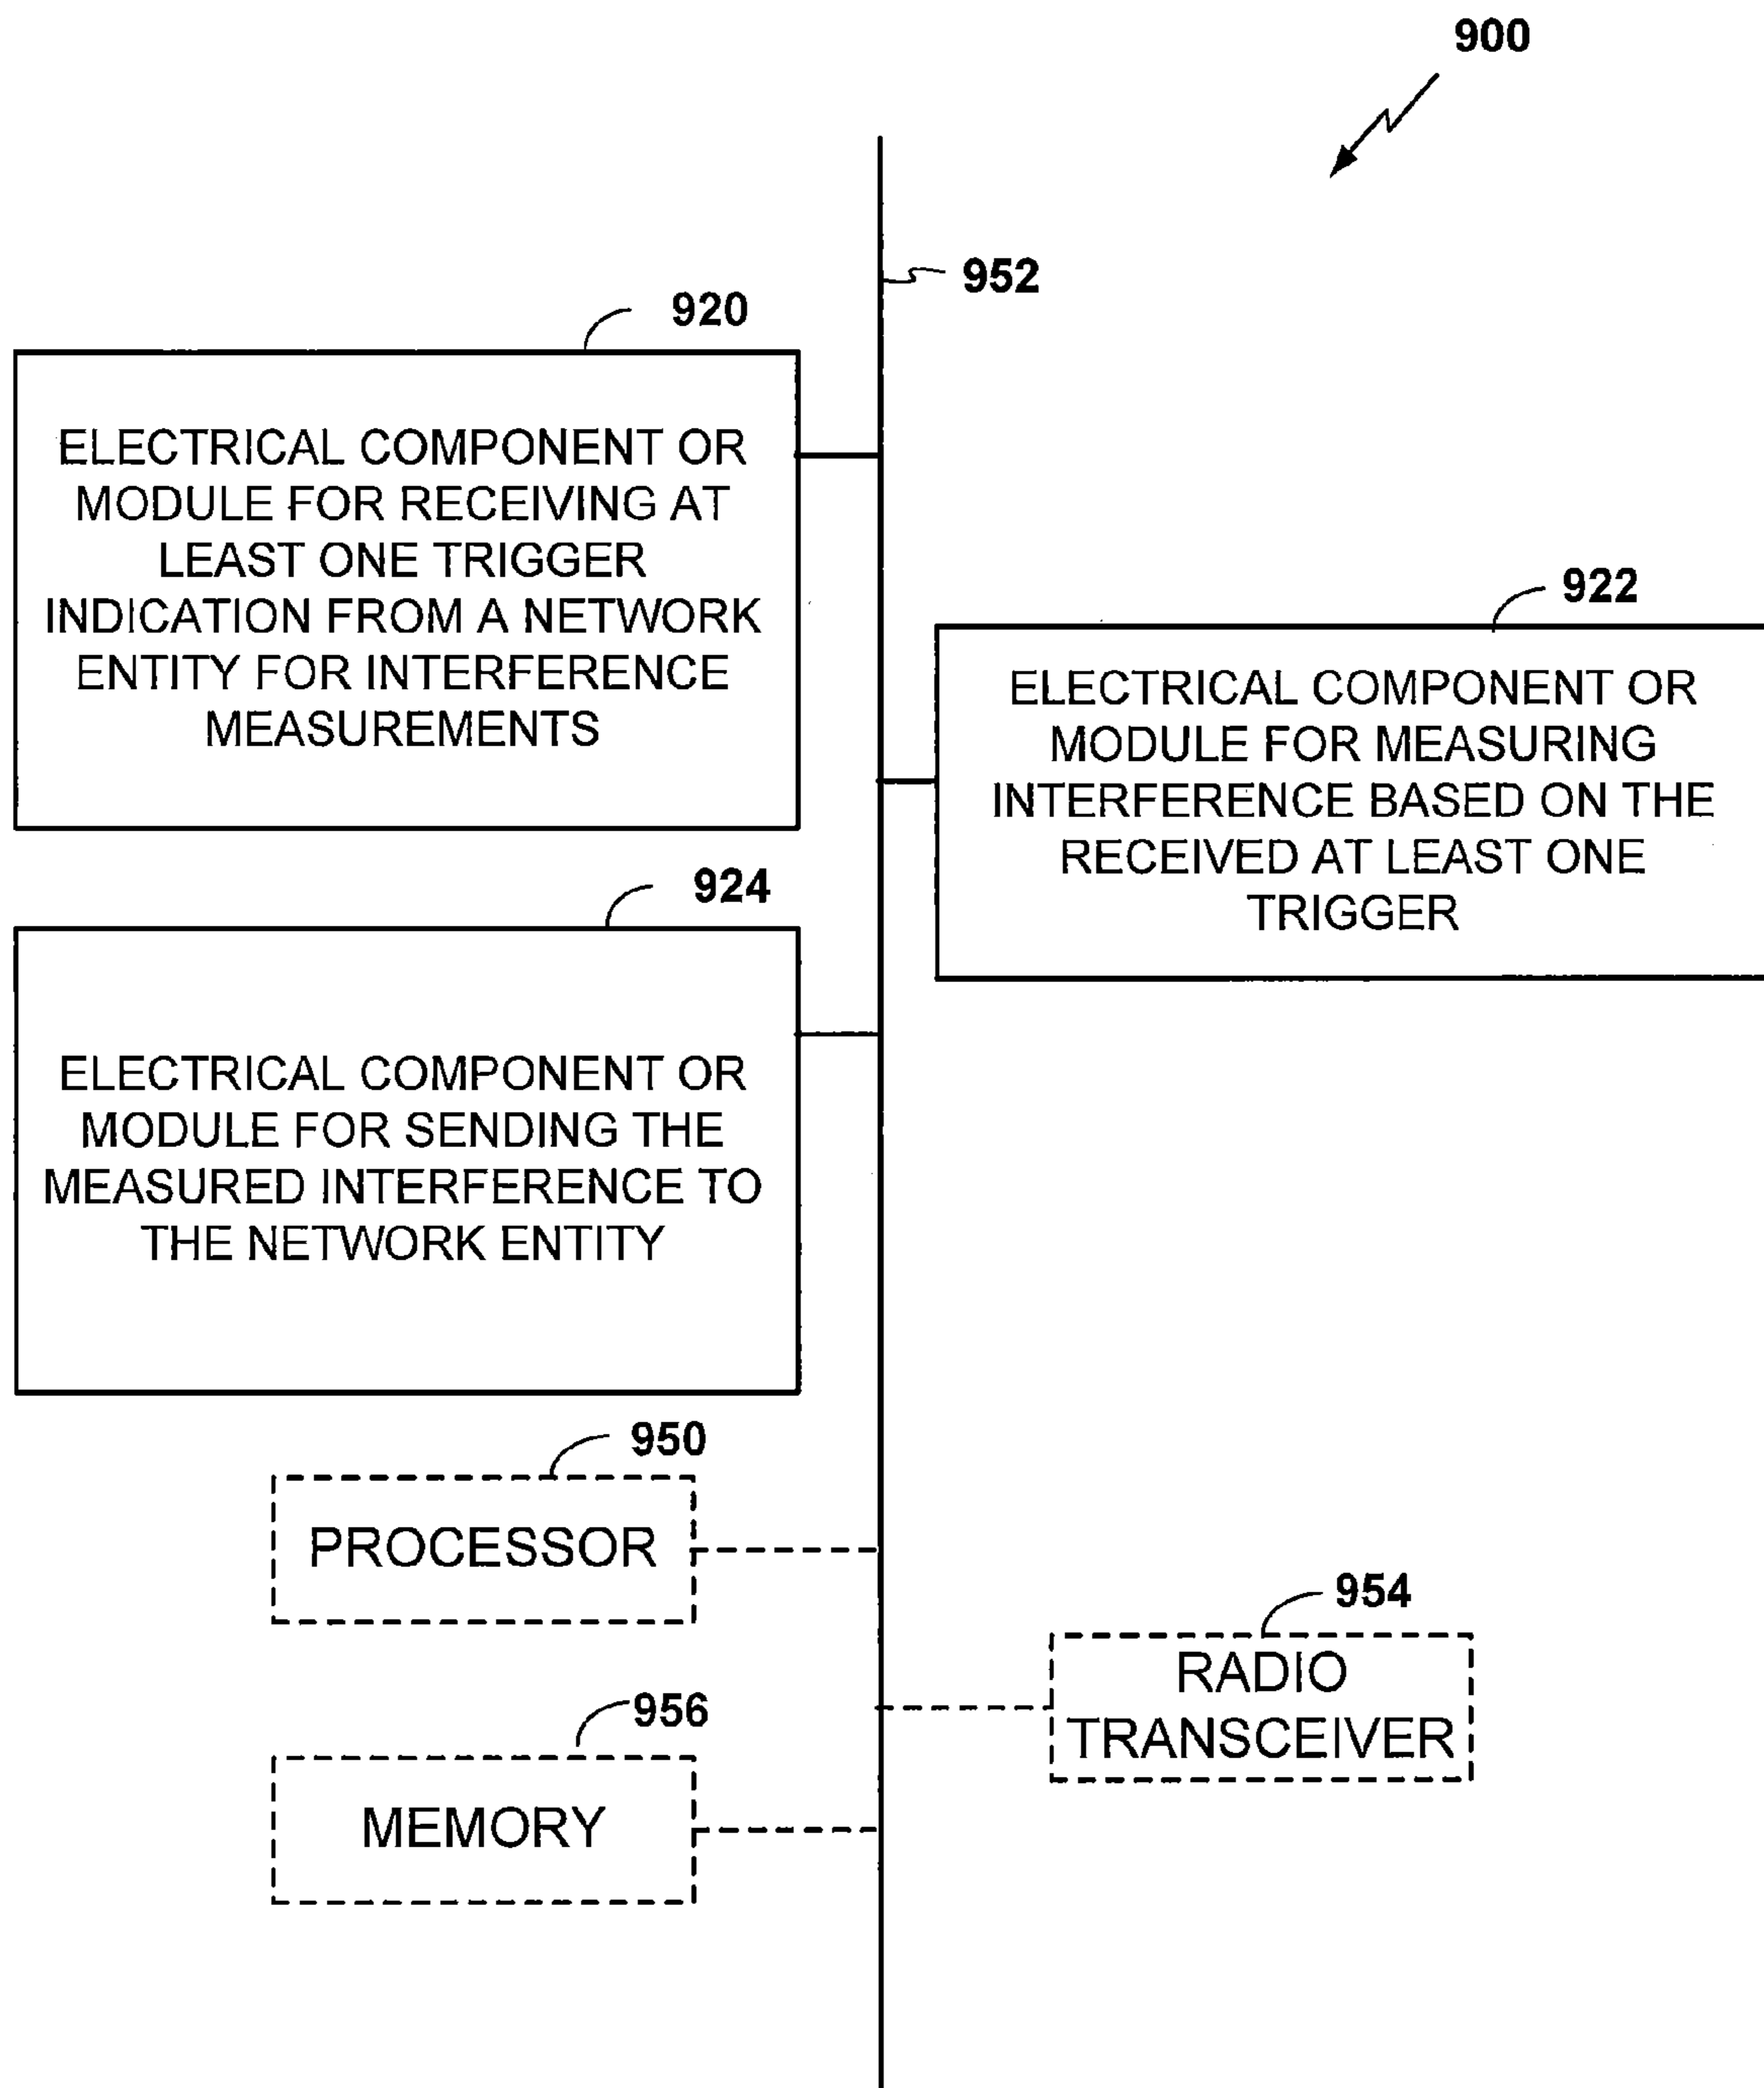 900
952
920
ELECTRICAL COMPONENT OR
MODULE FOR RECEIVING AT
LEAST ONE TRIGGER
INDICATION FROM A NETWORK
ENTITY FOR INTERFERENCE
MEASUREMENTS
922
ELECTRICAL COMPONENT OR
MODULE FOR MEASURING
INTERFERENCE BASED ON THE
RECEIVED AT LEAST ONE
TRIGGER
924
ELECTRICAL COMPONENT OR
MODULE FOR SENDING THE
MEASURED INTERFERENCE TO
THE NETWORK ENTITY
950
PROCESSOR
954
RADIO
TRANSCEIVER
956
MEMORY